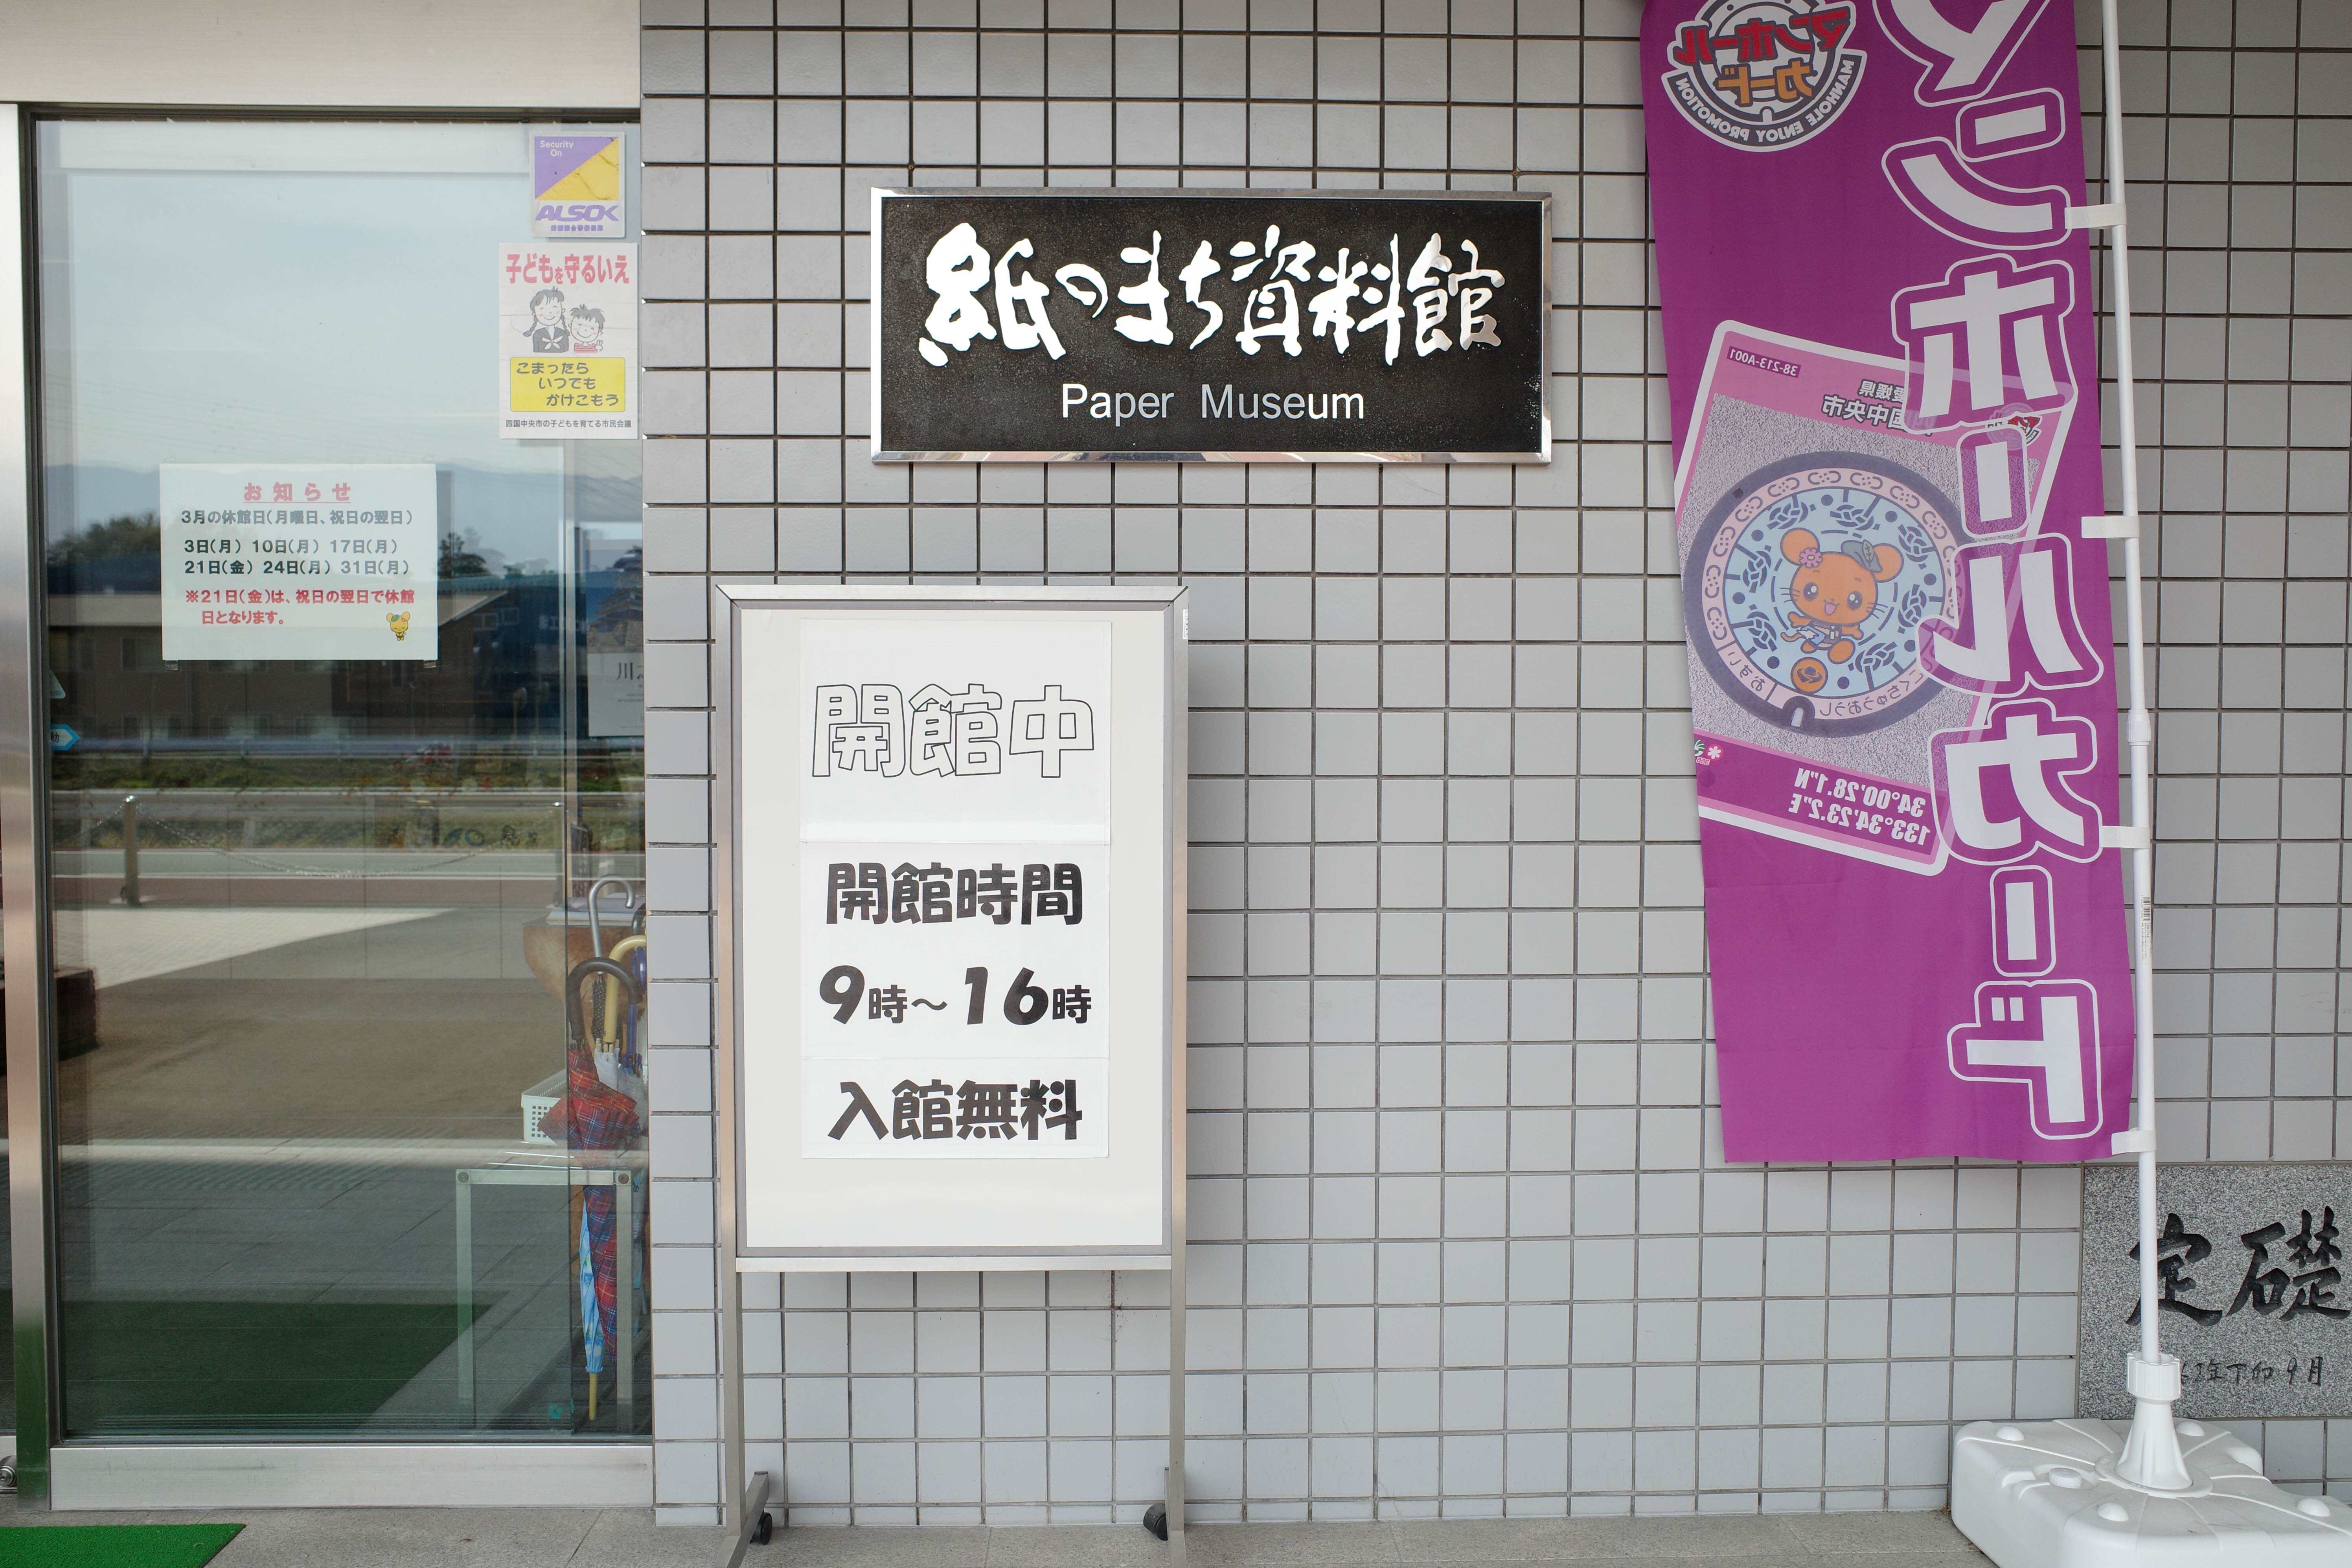 Security
On
ALSOK
子どもを守るいえ
こまったら
いつでも
かけこもう
四国中央市の子どもを育てる市民会議
お知らせ
3月の休館日(月曜日、祝日の翌日)
3日(月) 10日(月) 17日(月)
21日(金) 24日(月) 31日(月)
※21日(金)は、祝日の翌日で休館
日となります。
紙のまち資料館
Paper Museum
開館中
開館時間
9時～16時
入館無料
マンホール
カード
MANHOLE ENJOY PROMOTION
マンホールカード
38-213-A001
愛媛県
国中央市
34°00'28.1"N
133°34'23.2"E
定礎